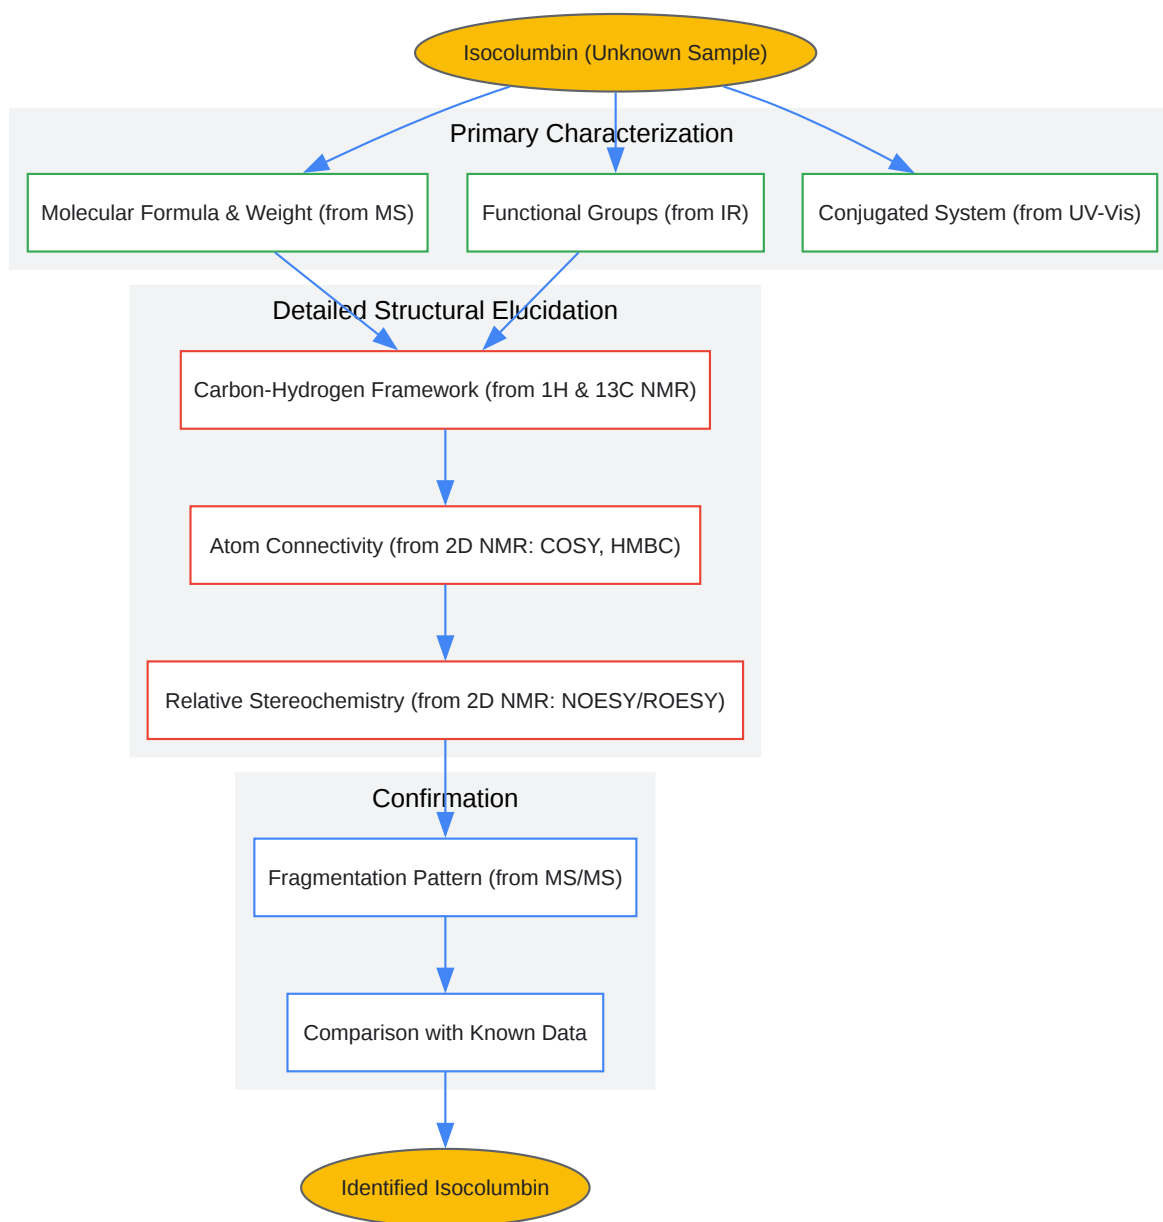 Isocolumbin (Unknown Sample)
Primary Characterization
Molecular Formula & Weight (from MS)
Functional Groups (from IR)
Conjugated System (from UV-Vis)
Detailed Structural Elucidation
Carbon-Hydrogen Framework (from 1H & 13C NMR)
Atom Connectivity (from 2D NMR: COSY, HMBC)
Relative Stereochemistry (from 2D NMR: NOESY/ROESY)
Confirmation
Fragmentation Pattern (from MS/MS)
Comparison with Known Data
Identified Isocolumbin